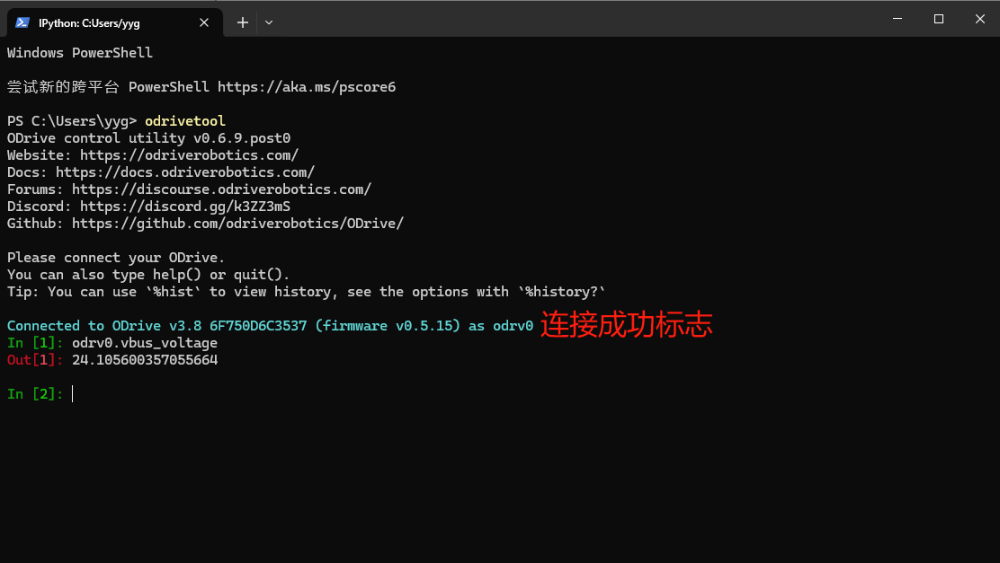 IPython: C:Users/yyg
Windows PowerShell
尝试新的跨平台 PowerShell https://aka.ms/pscore6
PS C:\Users\yyg> odrivetool
ODrive control utility v0.6.9.post0
Website: https://odriverobotics.com/
Docs: https://docs.odriverobotics.com/
Forums: https://discourse.odriverobotics.com/
Discord: https://discord.gg/k3ZZ3mS
Github: https://github.com/odriverobotics/ODrive/
Please connect your ODrive.
You can also type help() or quit().
Tip: You can use `%hist` to view history, see the options with `%history?`
Connected to ODrive v3.8 6F750D6C3537 (firmware v0.5.15) as odrv0 连接成功标志
In [1]: odrv0.vbus_voltage
Out[1]: 24.105600357055664
In [2]: